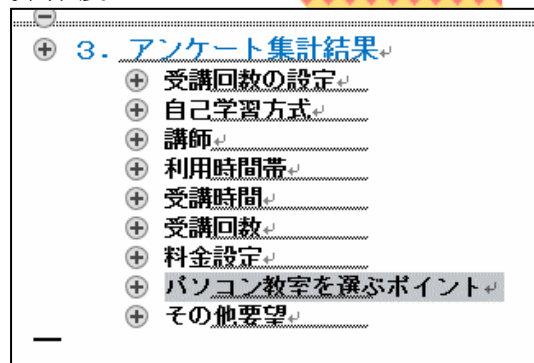 3. アンケート集計結果
受講回数の設定
自己学習方式
講師
利用時間帯
受講時間
受講回数
料金設定
パソコン教室を選ぶポイント
その他要望